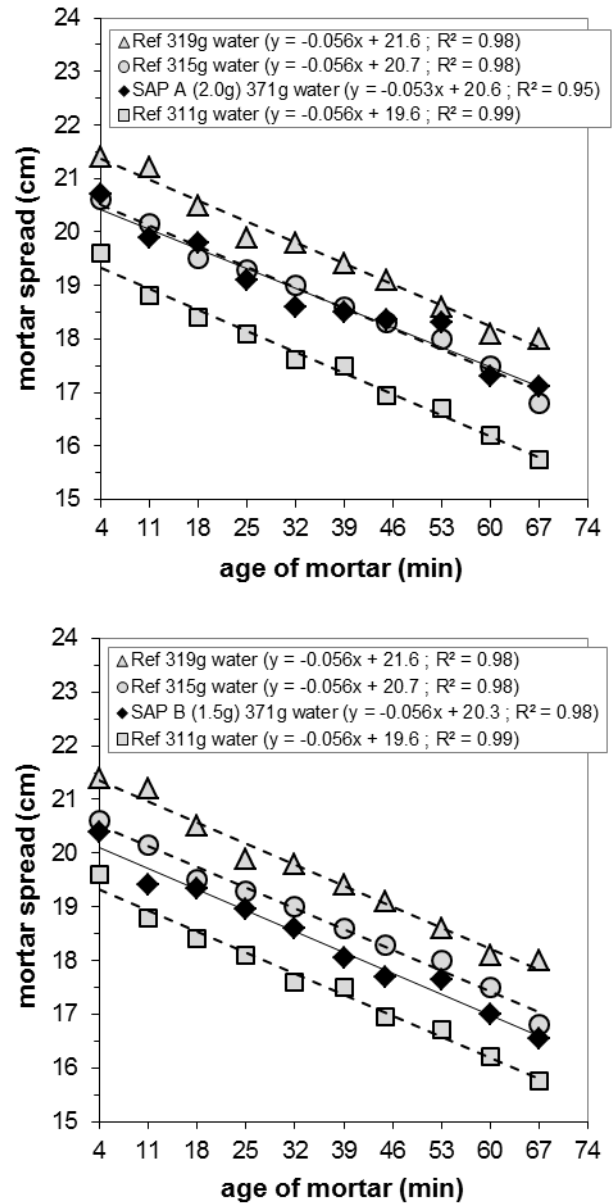 24
23
22
21
20
19
18
17
16
15
mortar spread (cm)
Ref 319g water (y = -0.056x + 21.6 ; R² = 0.98)
Ref 315g water (y = -0.056x + 20.7 ; R² = 0.98)
SAP A (2.0g) 371g water (y = -0.053x + 20.6 ; R² = 0.95)
Ref 311g water (y = -0.056x + 19.6 ; R² = 0.99)
4 11 18 25 32 39 46 53 60 67 74
age of mortar (min)
24
23
22
21
20
19
18
17
16
15
mortar spread (cm)
Ref 319g water (y = -0.056x + 21.6 ; R² = 0.98)
Ref 315g water (y = -0.056x + 20.7 ; R² = 0.98)
SAP B (1.5g) 371g water (y = -0.056x + 20.3 ; R² = 0.98)
Ref 311g water (y = -0.056x + 19.6 ; R² = 0.99)
4 11 18 25 32 39 46 53 60 67 74
age of mortar (min)